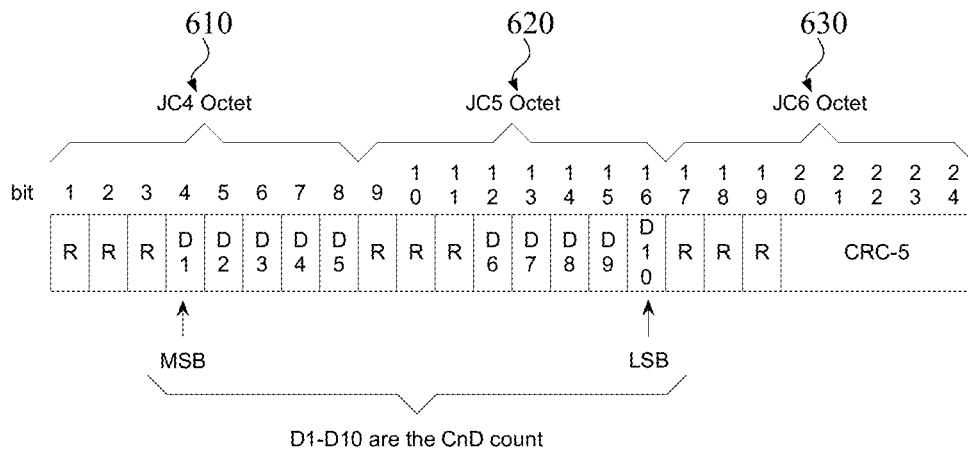 610 620 630
JC4 Octet JC5 Octet JC6 Octet
bit 1 2 3 4 5 6 7 8 9 10 11 12 13 14 15 16 17 18 19 20 21 22 23 24
R R R D1 D2 D3 D4 D5 R R R D6 D7 D8 D9 D10 R R R CRC-5
MSB LSB
D1-D10 are the CnD count